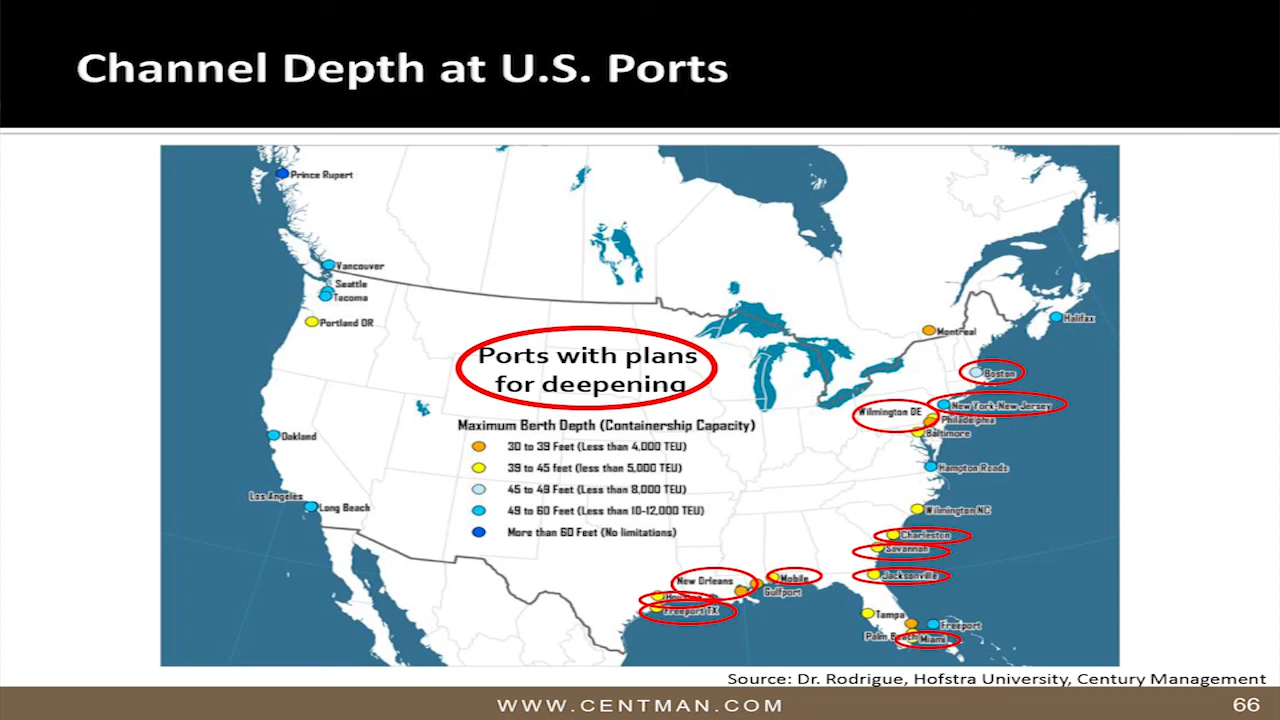 Channel Depth at U.S. Ports
Prince Rupert
Vancouver
Seattle
Tacoma
Portland OR
Montreal
Halifax
Ports with plans
for deepening
Boston
Wilmington DE
New York-New Jersey
Philadelphia
Baltimore
Maximum Berth Depth (Containership Capacity)
Oakland
30 to 39 Feet (Less than 4,000 TEU)
39 to 45 feet (less than 5,000 TEU)
Hampton Roads
45 to 49 Feet (Less than 8,000 TEU)
Los Angeles
Long Beach
49 to 60 Feet (Less than 10-12,000 TEU)
Wilmington NC
More than 60 Feet (No limitations)
Charleston
Savannah
Jacksonville
New Orleans
Mobile
Gulfport
Freeport TX
Tampa
Freeport
Palm Beach
Miami
Source: Dr. Rodrigue, Hofstra University, Century Management
WWW.CENTMAN.COM
66